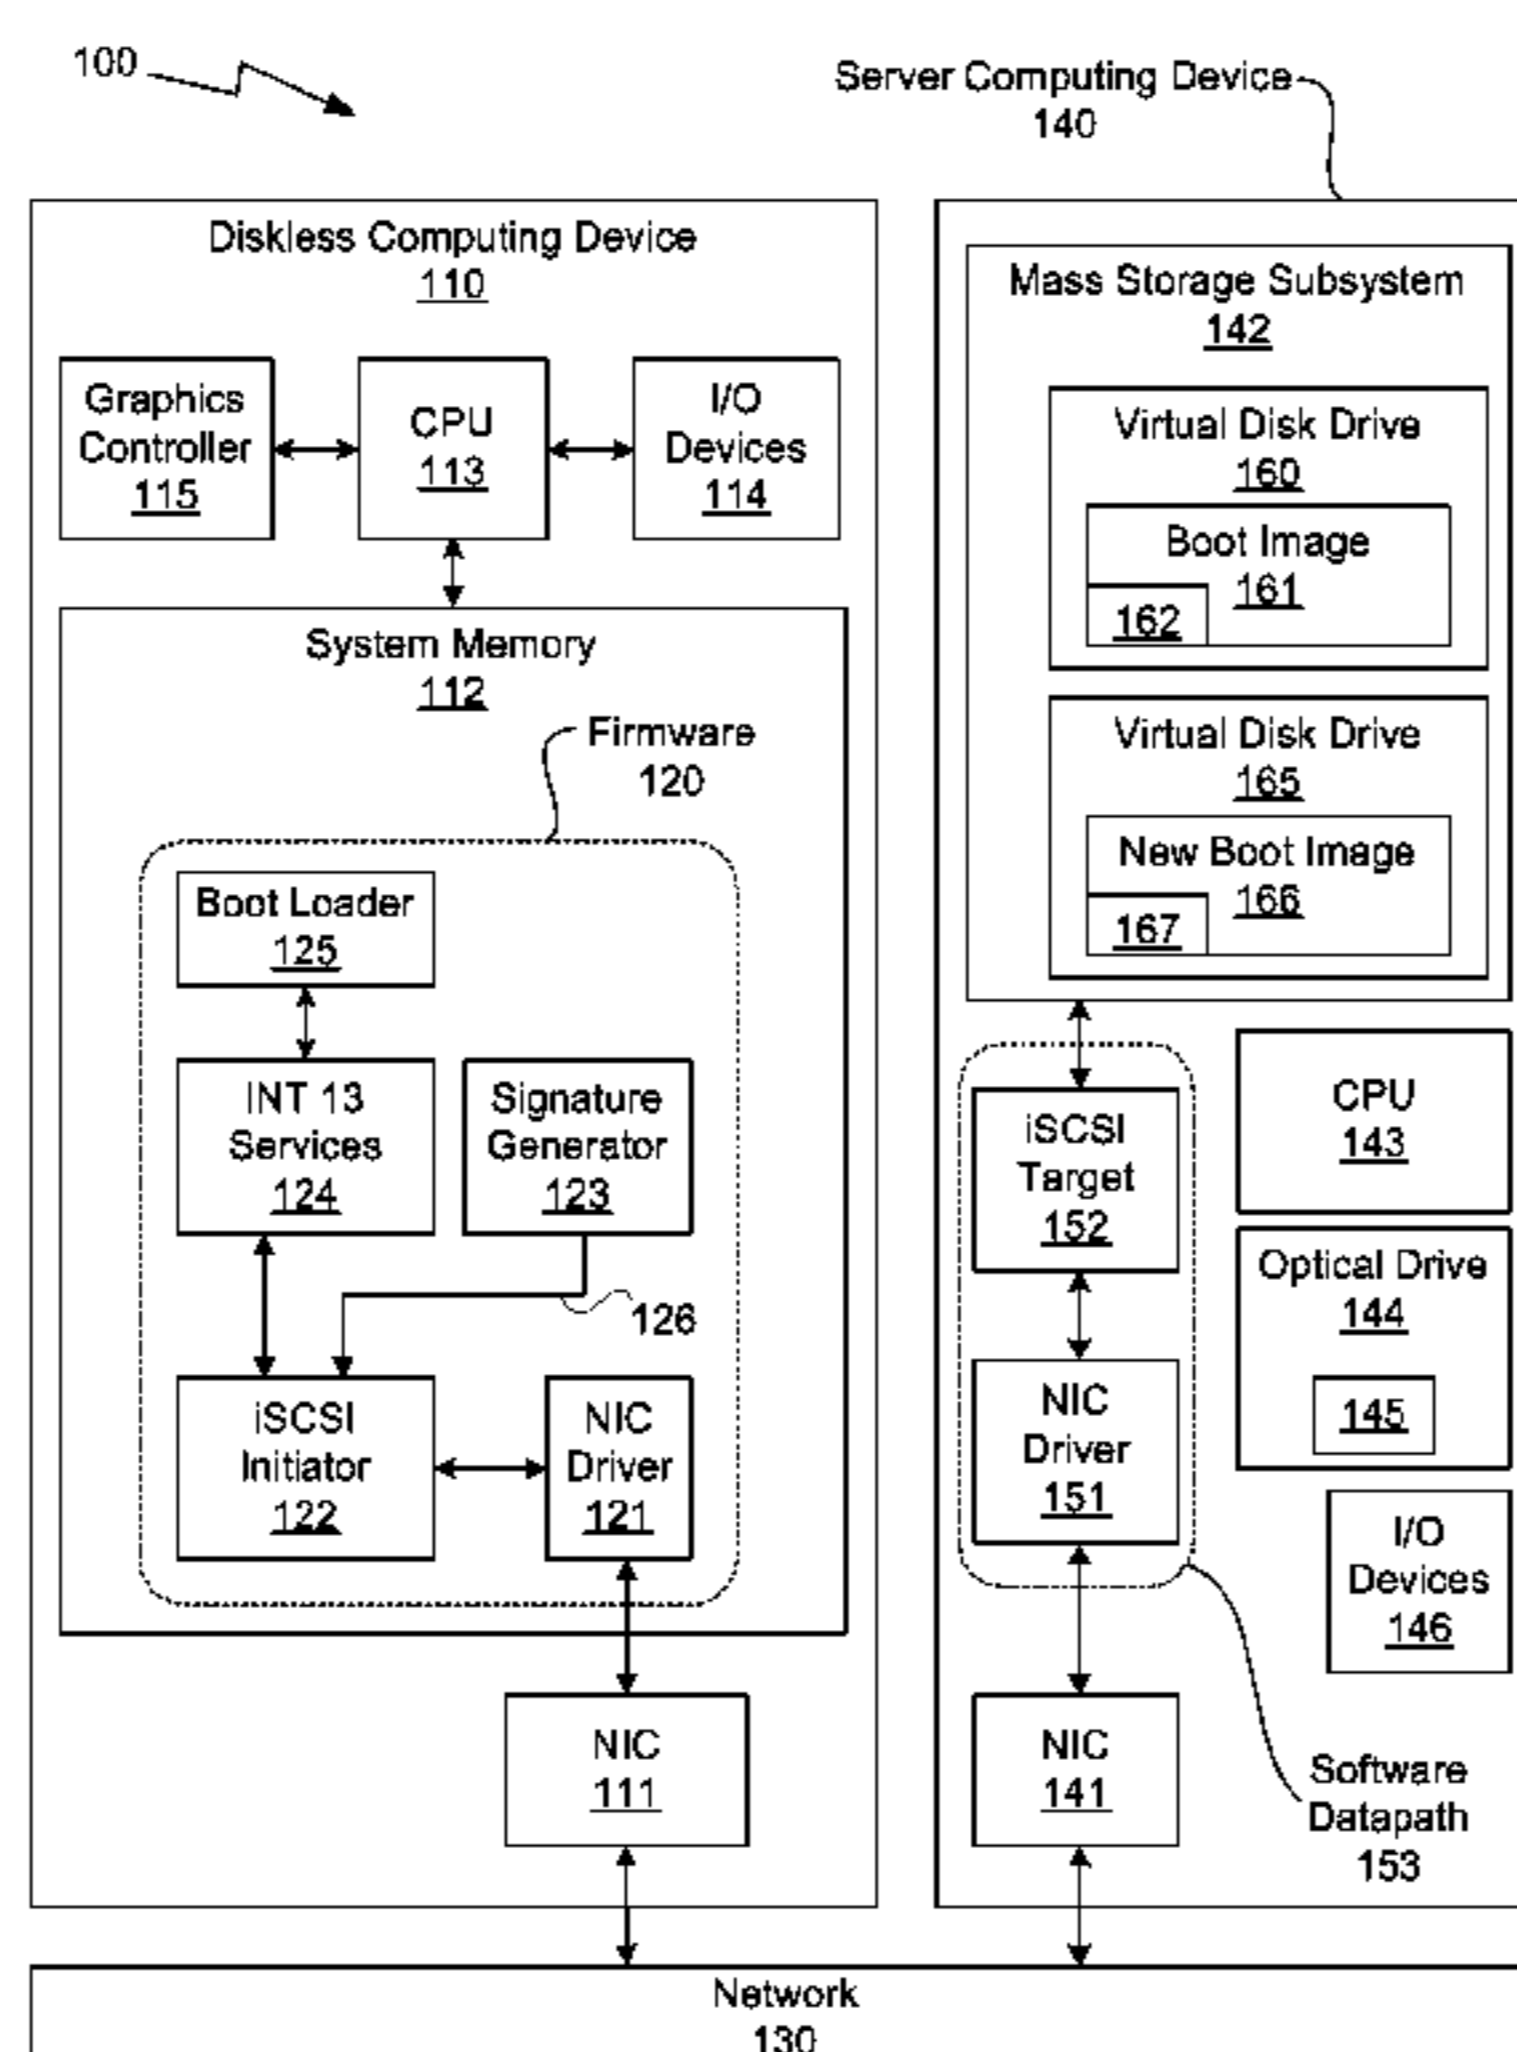 100
Server Computing Device
140
Diskless Computing Device
110
Graphics
Controller
115
CPU
113
I/O
Devices
114
System Memory
112
Firmware
120
Boot Loader
125
INT 13
Services
124
Signature
Generator
123
126
iSCSI
Initiator
122
NIC
Driver
121
NIC
111
Mass Storage Subsystem
142
Virtual Disk Drive
160
Boot Image
161
162
Virtual Disk Drive
165
New Boot Image
166
167
iSCSI
Target
152
NIC
Driver
151
CPU
143
Optical Drive
144
145
I/O
Devices
146
NIC
141
Software
Datapath
153
Network
130